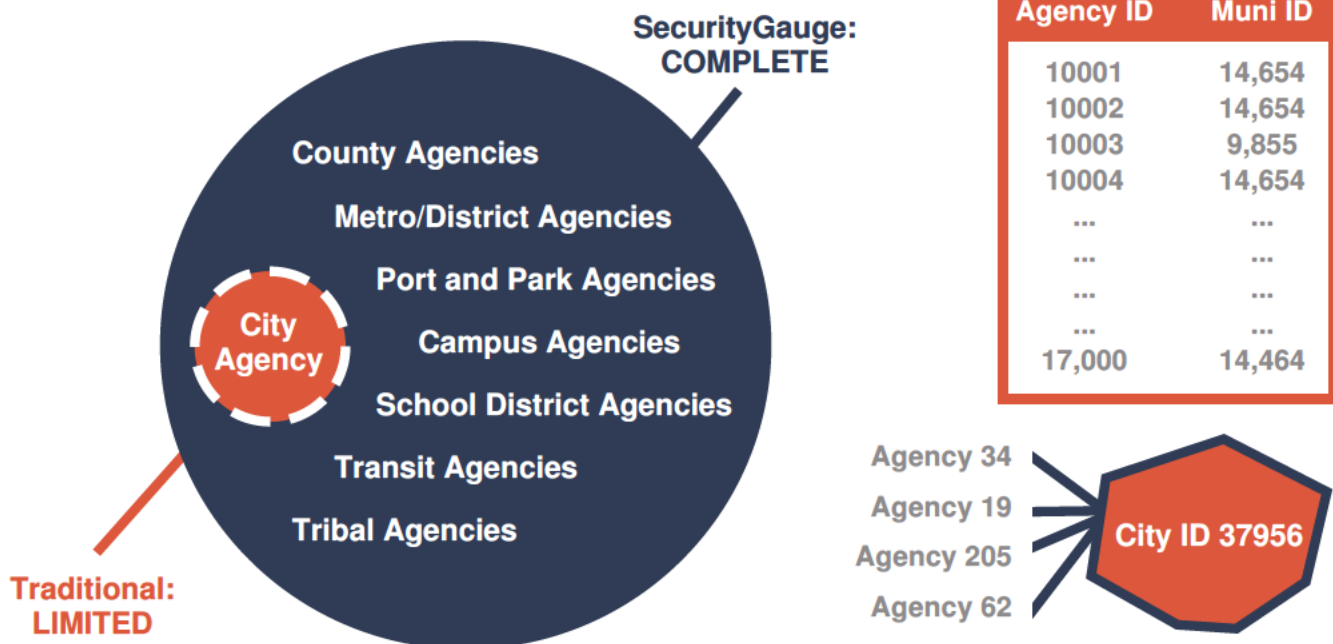 SecurityGauge:
COMPLETE
County Agencies
Metro/District Agencies
Port and Park Agencies
City
Agency
Campus Agencies
School District Agencies
Transit Agencies
Tribal Agencies
Traditional:
LIMITED
Agency ID Muni ID
10001 14,654
10002 14,654
10003 9,855
10004 14,654
... ...
... ...
... ...
... ...
17,000 14,464
Agency 34
Agency 19
Agency 205
Agency 62
City ID 37956